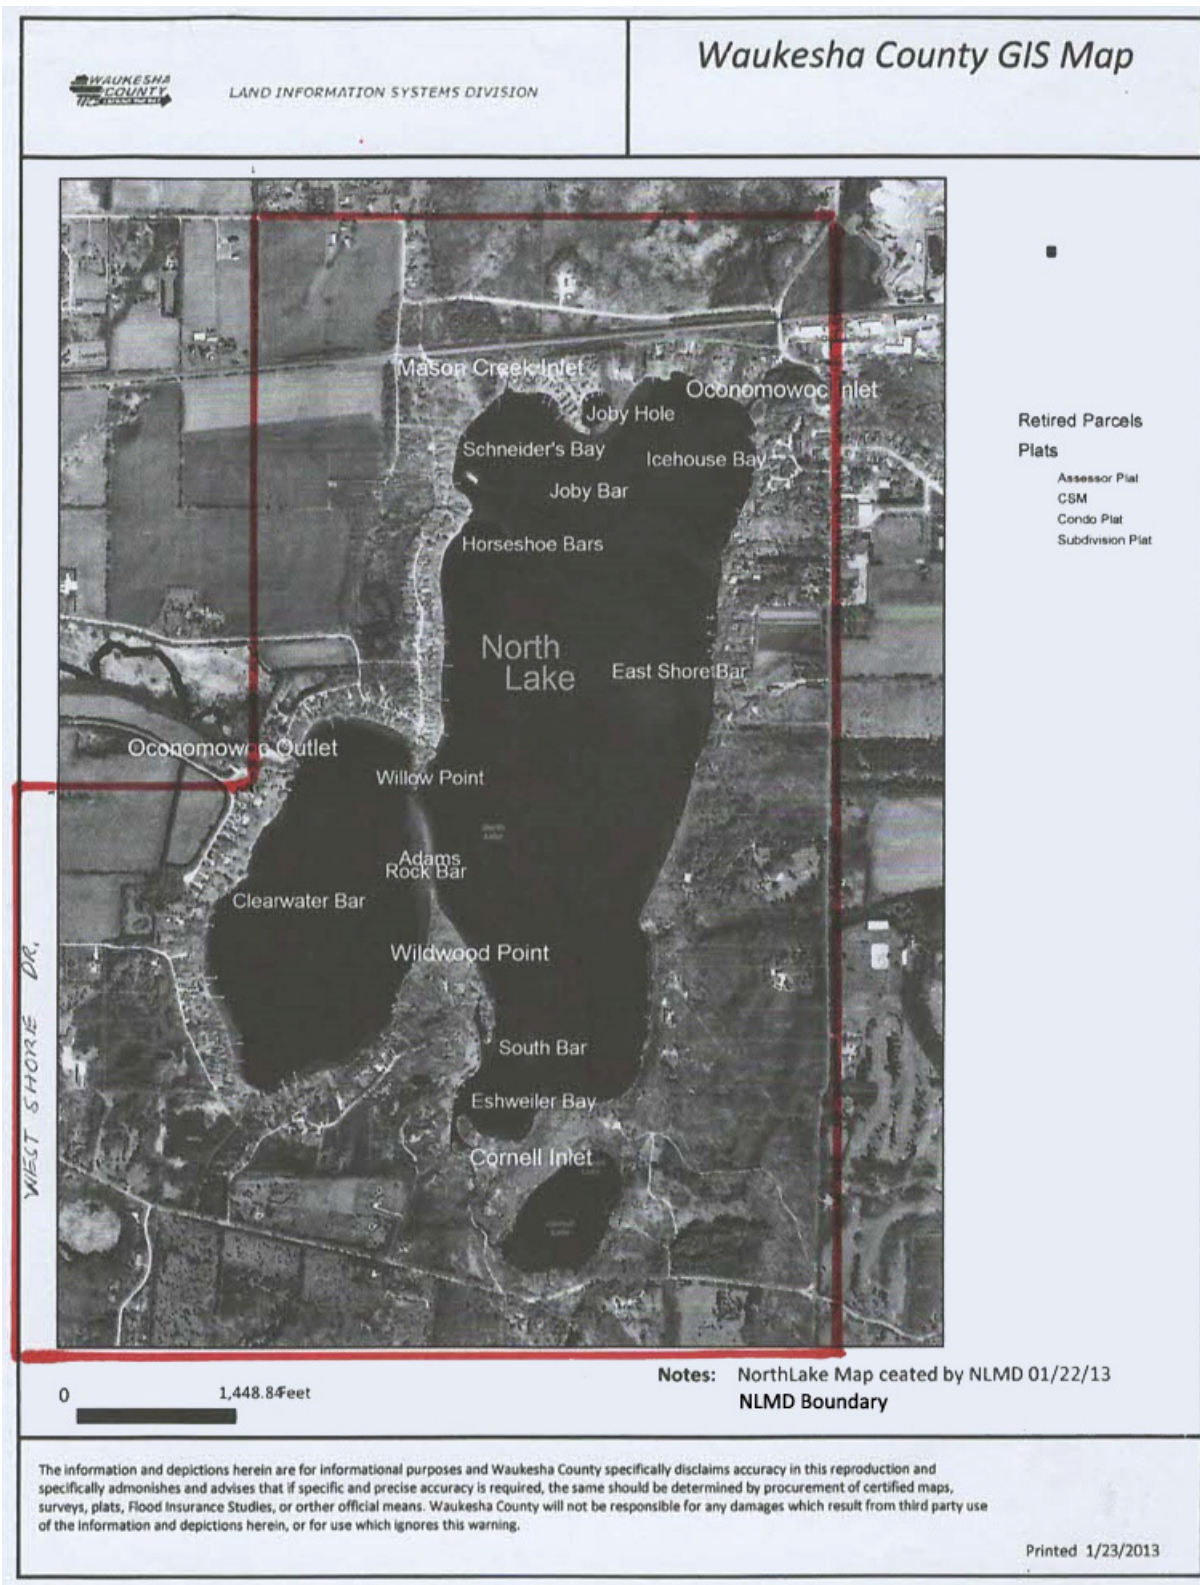 WAUKESHA
COUNTY
LAND INFORMATION SYSTEMS DIVISION
Waukesha County GIS Map
Mason Creek Inlet
Oconomowoc Inlet
Joby Hole
Schneider's Bay
Icehouse Bay
Joby Bar
Horseshoe Bars
North
Lake
East Shore Bar
Oconomowoc Outlet
Willow Point
North
Lake
Adams
Rock Bar
Clearwater Bar
Wildwood Point
South Bar
Eshweiler Bay
Cornell Inlet
WEST SHORE DR.
Retired Parcels
Plats
Assessor Plat
CSM
Condo Plat
Subdivision Plat
0
1,448.84Feet
Notes: NorthLake Map ceated by NLMD 01/22/13
NLMD Boundary
The information and depictions herein are for informational purposes and Waukesha County specifically disclaims accuracy in this reproduction and
specifically admonishes and advises that if specific and precise accuracy is required, the same should be determined by procurement of certified maps,
surveys, plats, Flood Insurance Studies, or orther official means. Waukesha County will not be responsible for any damages which result from third party use
of the information and depictions herein, or for use which ignores this warning.
Printed 1/23/2013